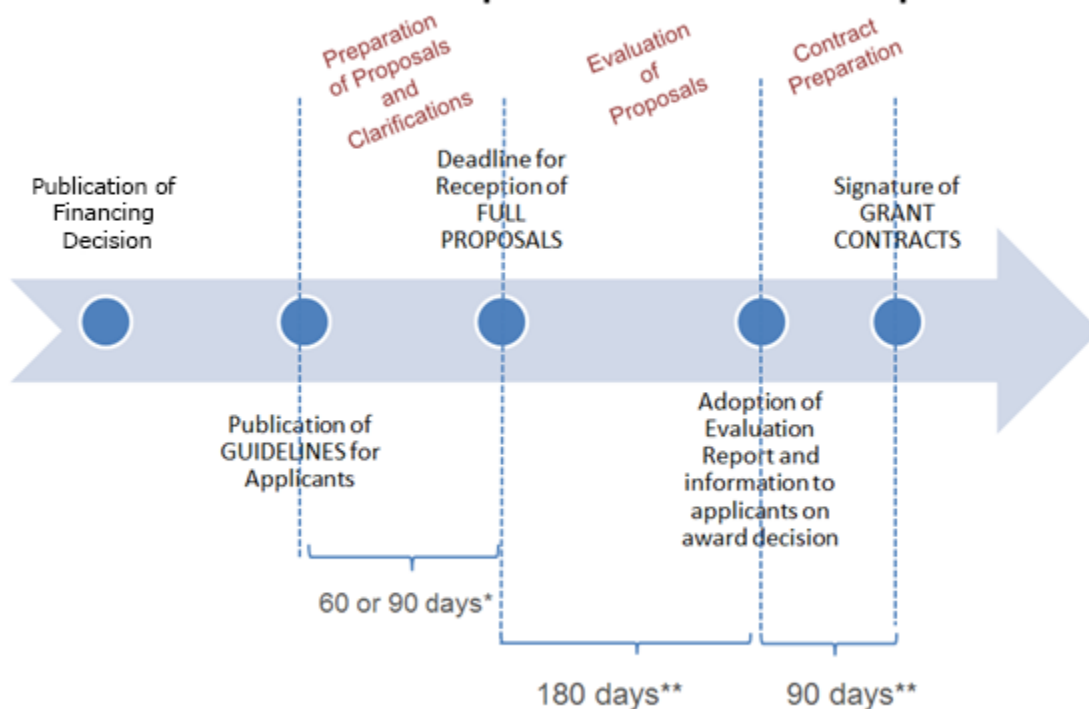 Preparation
of Proposals
and
Clarifications
Evaluation
of
Proposals
Contract
Preparation
Publication of
Financing
Decision
Deadline for
Reception of
FULL
PROPOSALS
Signature of
GRANT
CONTRACTS
Publication of
GUIDELINES for
Applicants
Adoption of
Evaluation
Report and
information to
applicants on
award decision
60 or 90 days*
180 days**
90 days**